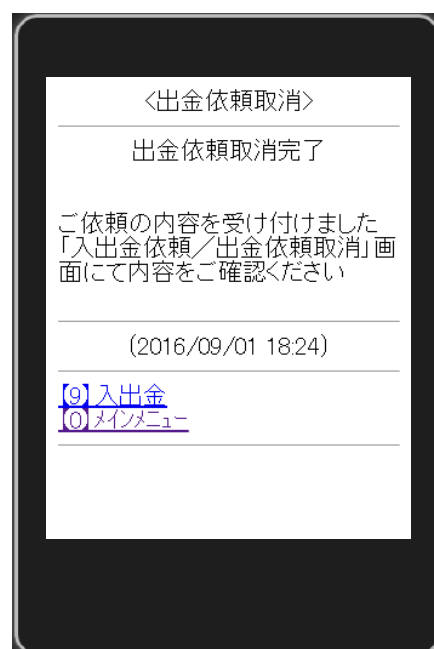 <出金依頼取消>
出金依頼取消完了
ご依頼の内容を受け付けました
「入出金依頼／出金依頼取消」画
面にて内容をご確認ください
(2016/09/01 18:24)
【9】入出金
【0】ﾒｲﾝﾒﾆｭｰ